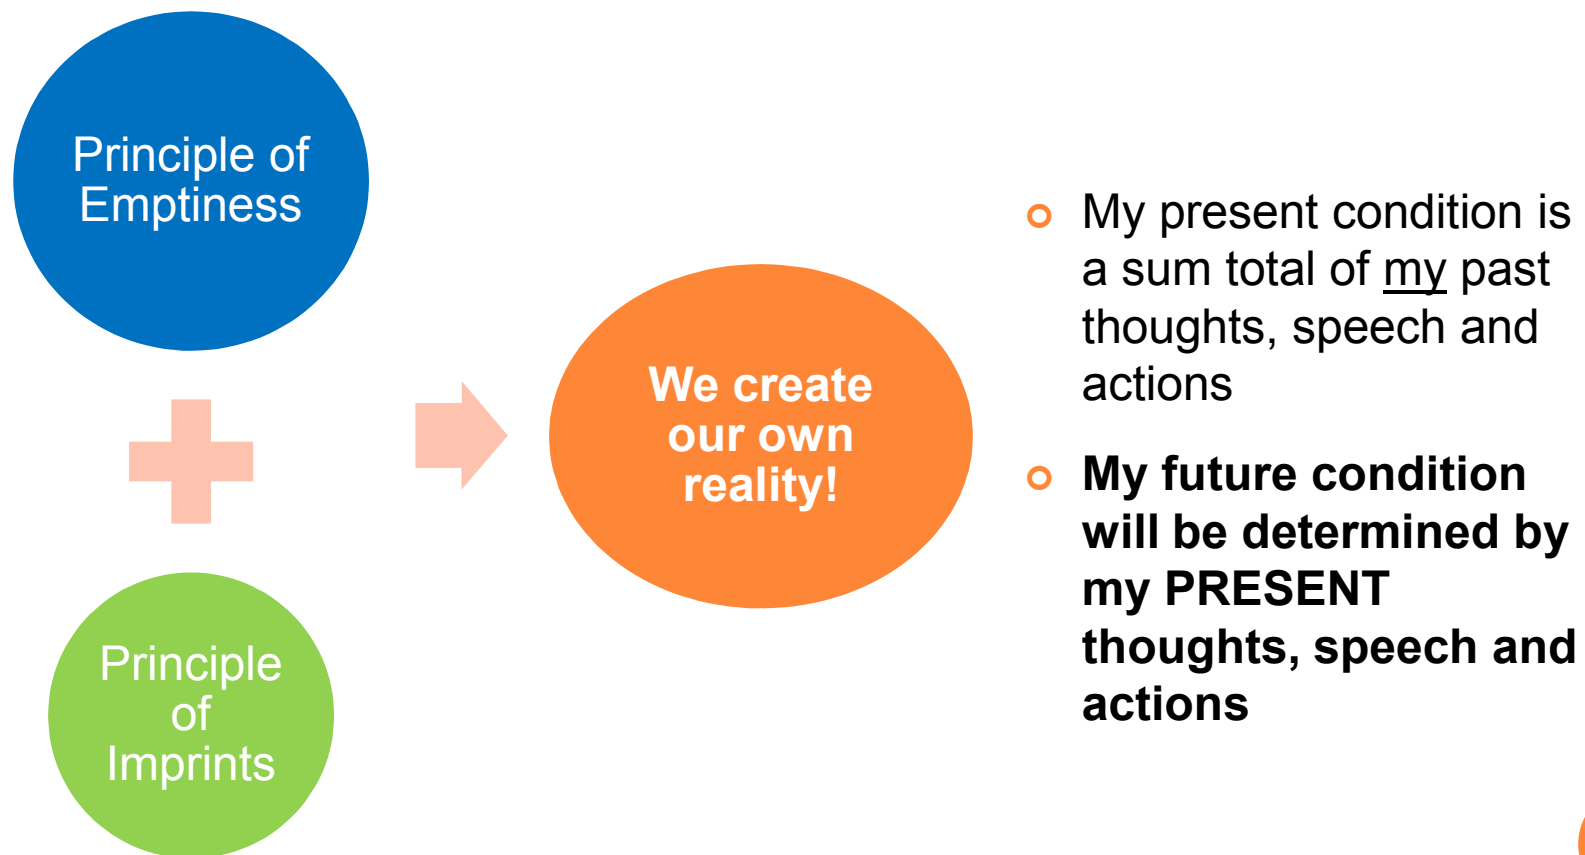 Principle of
Emptiness
Principle
of
Imprints
We create
our own
reality!
My present condition is
a sum total of my past
thoughts, speech and
actions
My future condition
will be determined by
my PRESENT
thoughts, speech and
actions